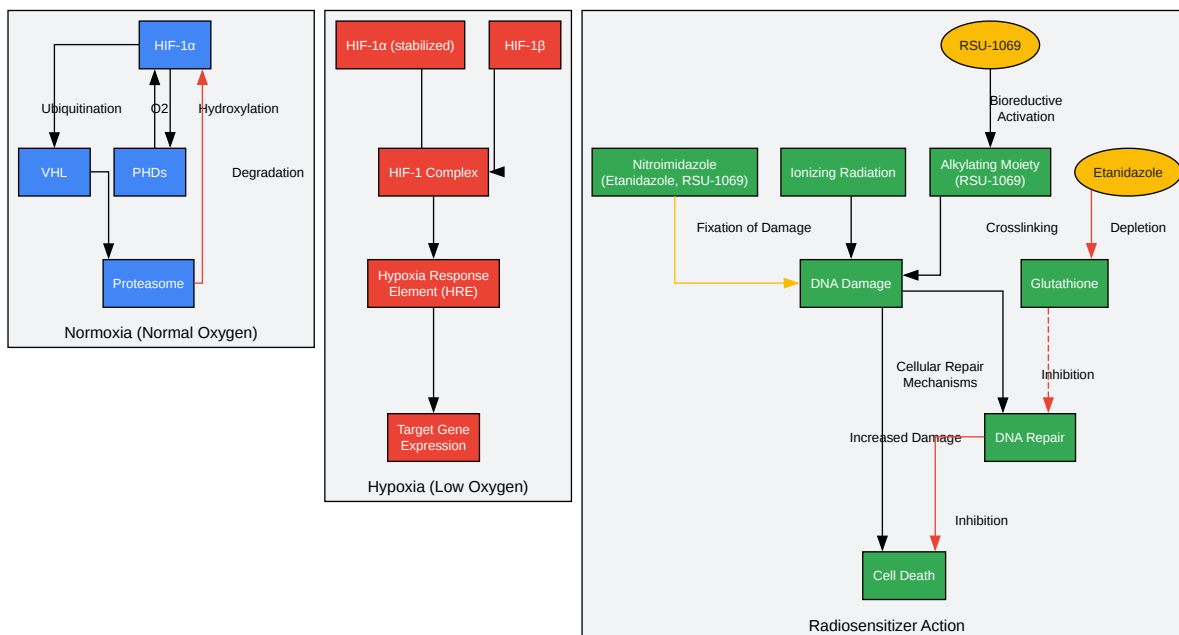 HIF-1α
Ubiquitination
O2
Hydroxylation
VHL
PHDs
Degradation
Proteasome
Normoxia (Normal Oxygen)
HIF-1α (stabilized)
HIF-1β
HIF-1 Complex
Hypoxia Response
Element (HRE)
Target Gene
Expression
Hypoxia (Low Oxygen)
RSU-1069
Bioreductive
Activation
Nitroimidazole
(Etanidazole, RSU-1069)
Ionizing Radiation
Alkylating Moiety
(RSU-1069)
Etanidazole
Fixation of Damage
Crosslinking
Depletion
DNA Damage
Glutathione
Cellular Repair
Mechanisms
Inhibition
Increased Damage
DNA Repair
Inhibition
Cell Death
Radiosensitizer Action